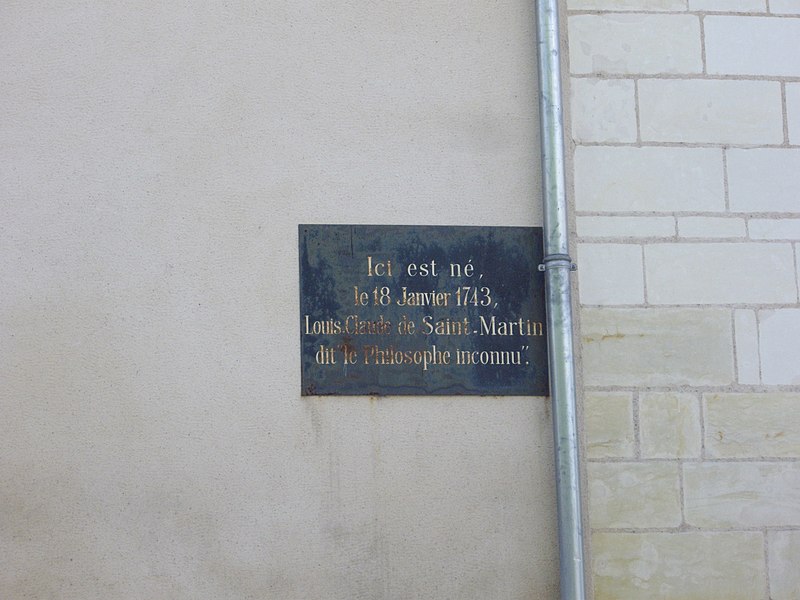 Ici est né,
le 18 Janvier 1743,
Louis-Claude de Saint-Martin
dit "le Philosophe inconnu".